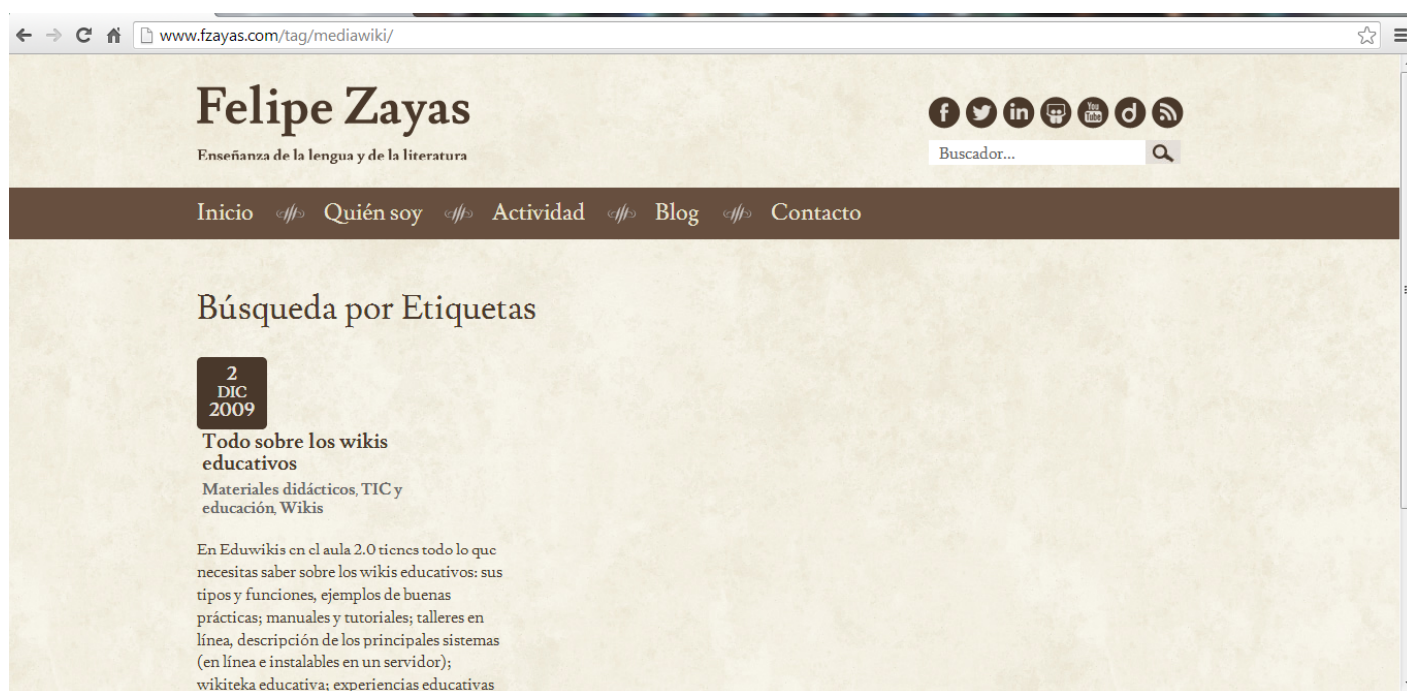 www.fzayas.com/tag/mediawiki/
Felipe Zayas
Enseñanza de la lengua y de la literatura
You
Tube
Buscador...
Inicio Quién soy Actividad Blog Contacto
Búsqueda por Etiquetas
2
DIC
2009
Todo sobre los wikis
educativos
Materiales didácticos, TIC y
educación, Wikis
En Eduwikis en el aula 2.0 tienes todo lo que
necesitas saber sobre los wikis educativos: sus
tipos y funciones, ejemplos de buenas
prácticas; manuales y tutoriales; talleres en
línea, descripción de los principales sistemas
(en línea e instalables en un servidor);
wikiteka educativa; experiencias educativas